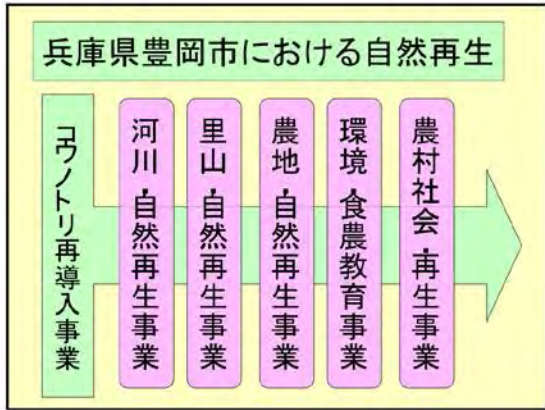 兵庫県豊岡市における自然再生
コウノトリ再導入事業
河川・自然再生事業
里山・自然再生事業
農地・自然再生事業
環境・食農教育事業
農村社会・再生事業